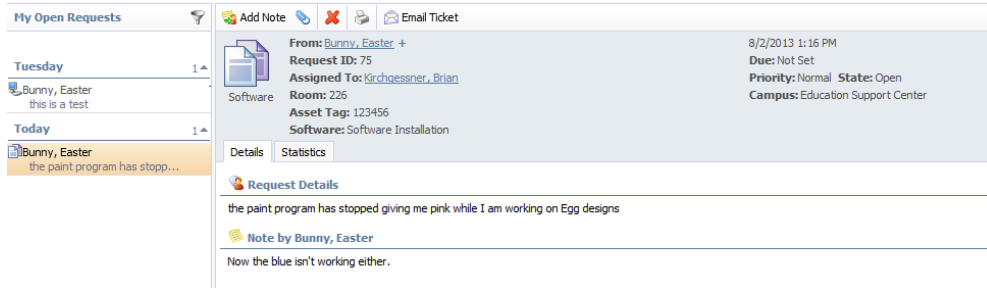 My Open Requests
Tuesday 1
Bunny, Easter
this is a test
Today 1
Bunny, Easter
the paint program has stopp...
Add Note Email Ticket
Software
From: Bunny, Easter +
Request ID: 75
Assigned To: Kirchgessner, Brian
Room: 226
Asset Tag: 123456
Software: Software Installation
8/2/2013 1:16 PM
Due: Not Set
Priority: Normal State: Open
Campus: Education Support Center
Details Statistics
Request Details
the paint program has stopped giving me pink while I am working on Egg designs
Note by Bunny, Easter
Now the blue isn't working either.